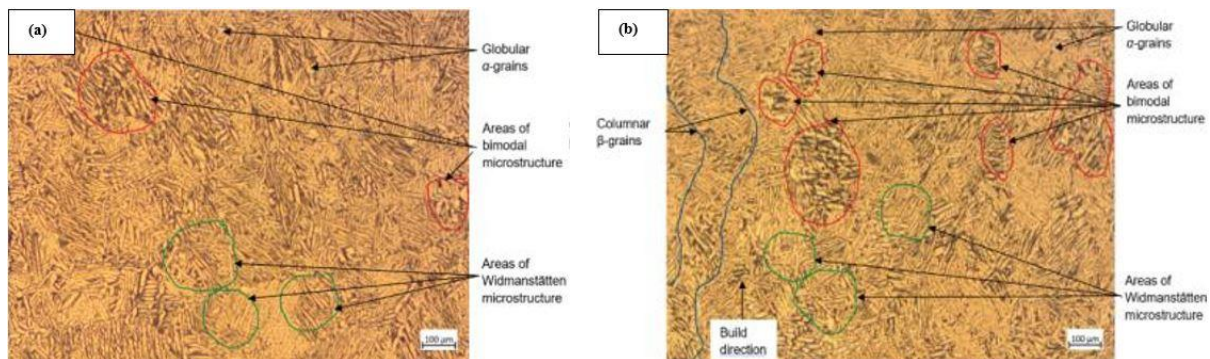 (a)
Globular
α-grains
Areas of
bimodal
microstructure
Areas of
Widmanstätten
microstructure
100 μm
(b)
Globular
α-grains
Areas of
bimodal
microstructure
Columnar
β-grains
Areas of
Widmanstätten
microstructure
Build
direction
100 μm